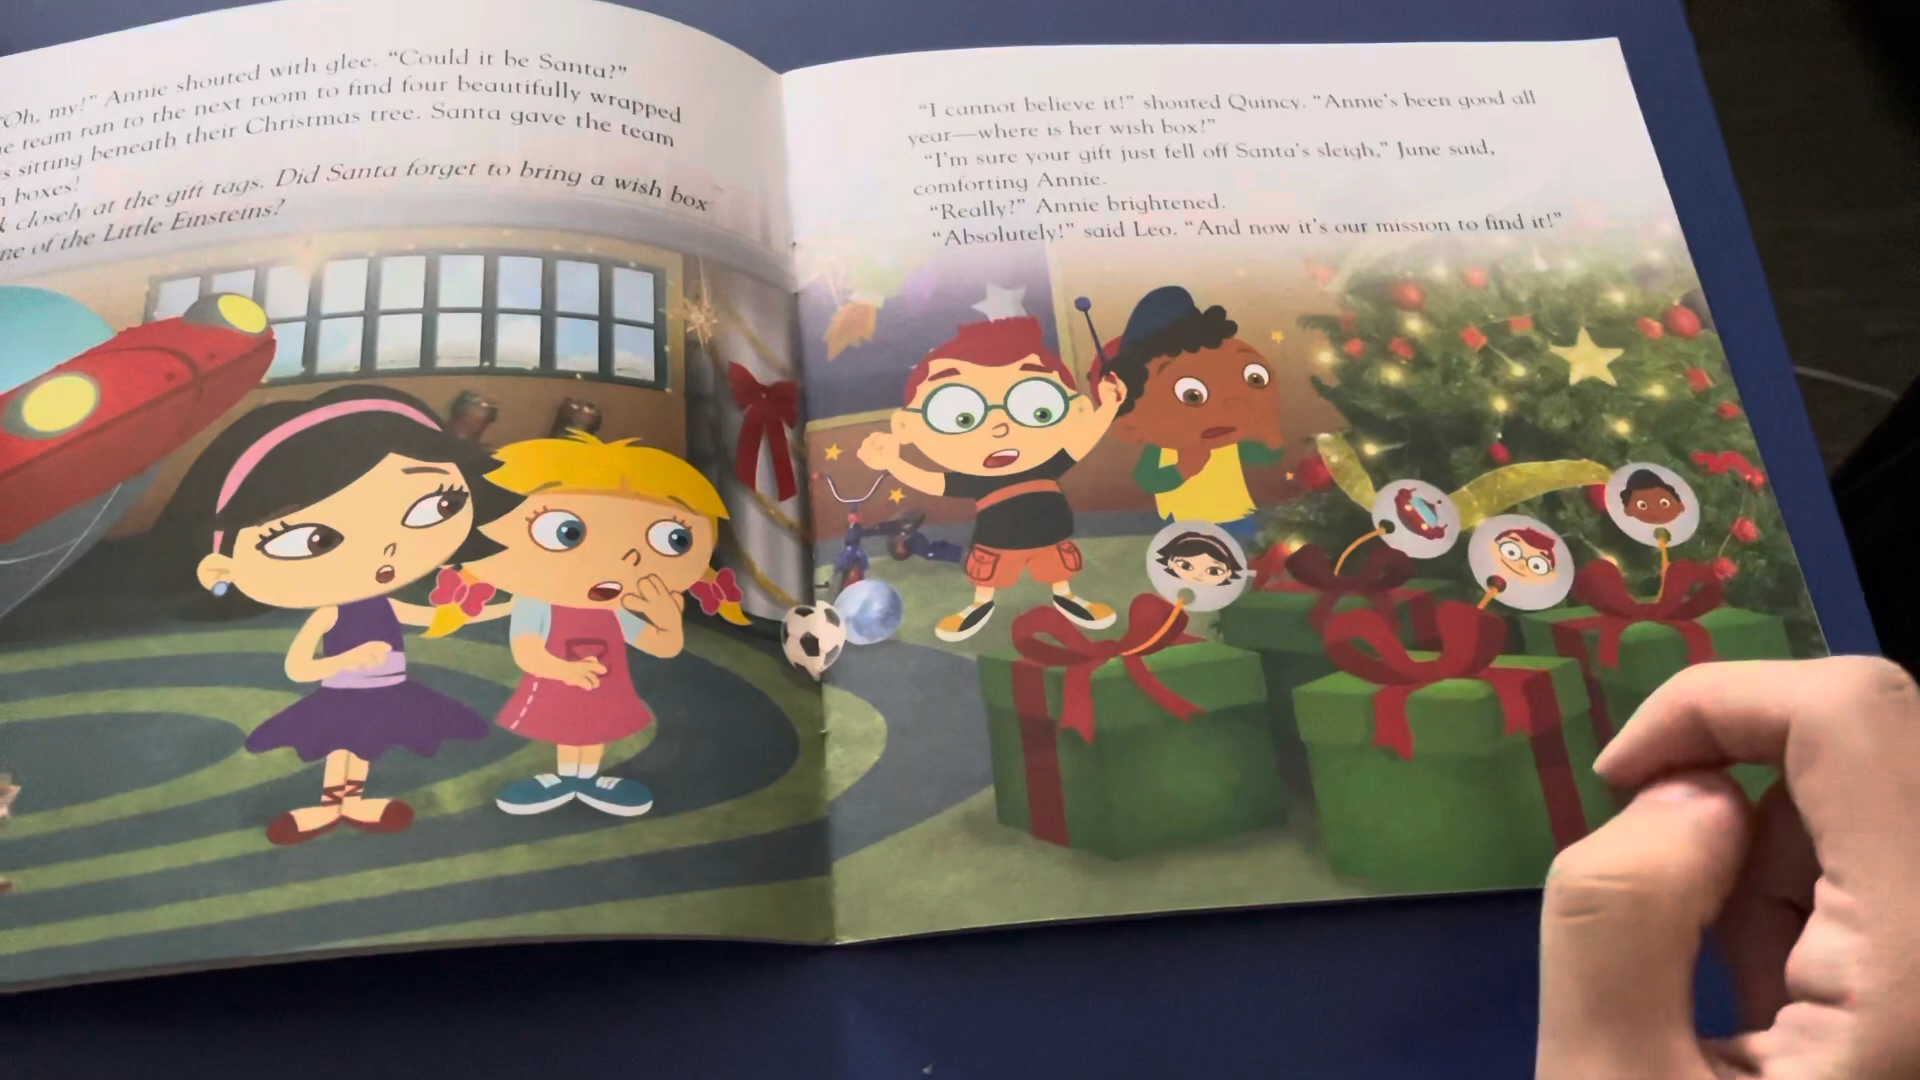 Oh, my!” Annie shouted with glee. “Could it be Santa?”
team ran to the next room to find four beautifully wrapped
sitting beneath their Christmas tree. Santa gave the team
boxes!
closely at the gift tags. Did Santa forget to bring a wish box
of the Little Einsteins?
“I cannot believe it!” shouted Quincy. “Annie’s been good all
year—where is her wish box?”
“I’m sure your gift just fell off Santa’s sleigh,” June said,
comforting Annie.
“Really?” Annie brightened.
“Absolutely!” said Leo. “And now it’s our mission to find it!”